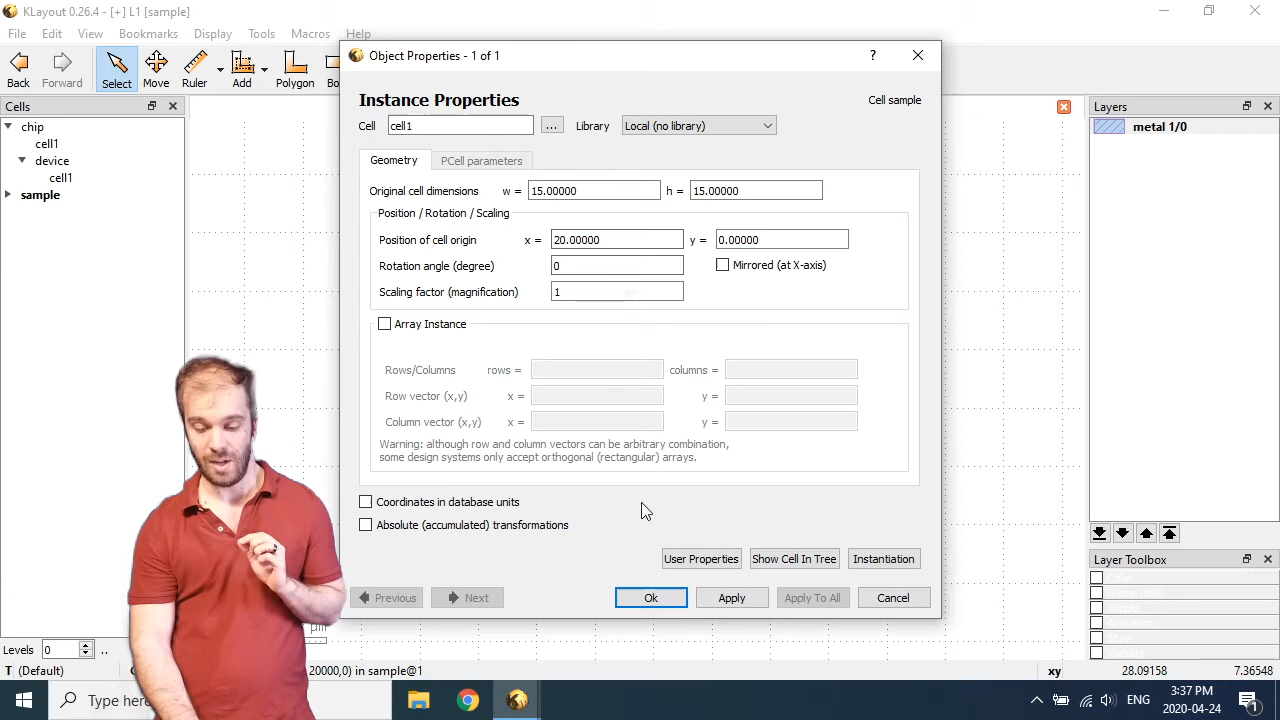 KLayout 0.26.4 - [+] L1 [sample]
File Edit View Bookmarks Display Tools Macros Help
Back Forward Select Move Ruler Add Polygon
Cells
chip
cell1
device
cell1
sample
Levels 0 ..
T (Default)
20000,0) in sample@1
xy 28.09158 7.36548
Object Properties - 1 of 1 ?
Instance Properties
Cell sample
Cell cell1 ... Library Local (no library)
Geometry PCell parameters
Original cell dimensions w = 15.00000 h = 15.00000
Position / Rotation / Scaling
Position of cell origin x = 20.00000 y = 0.00000
Rotation angle (degree) 0 Mirrored (at X-axis)
Scaling factor (magnification) 1
Array Instance
Rows/Columns rows = columns =
Row vector (x,y) x = y =
Column vector (x,y) x = y =
Warning: although row and column vectors can be arbitrary combination,
some design systems only accept orthogonal (rectangular) arrays.
Coordinates in database units
Absolute (accumulated) transformations
User Properties Show Cell In Tree Instantiation
Previous Next Ok Apply Apply To All Cancel
Layers
metal 1/0
Layer Toolbox
Style
Type here
ENG 3:37 PM
2020-04-24
1